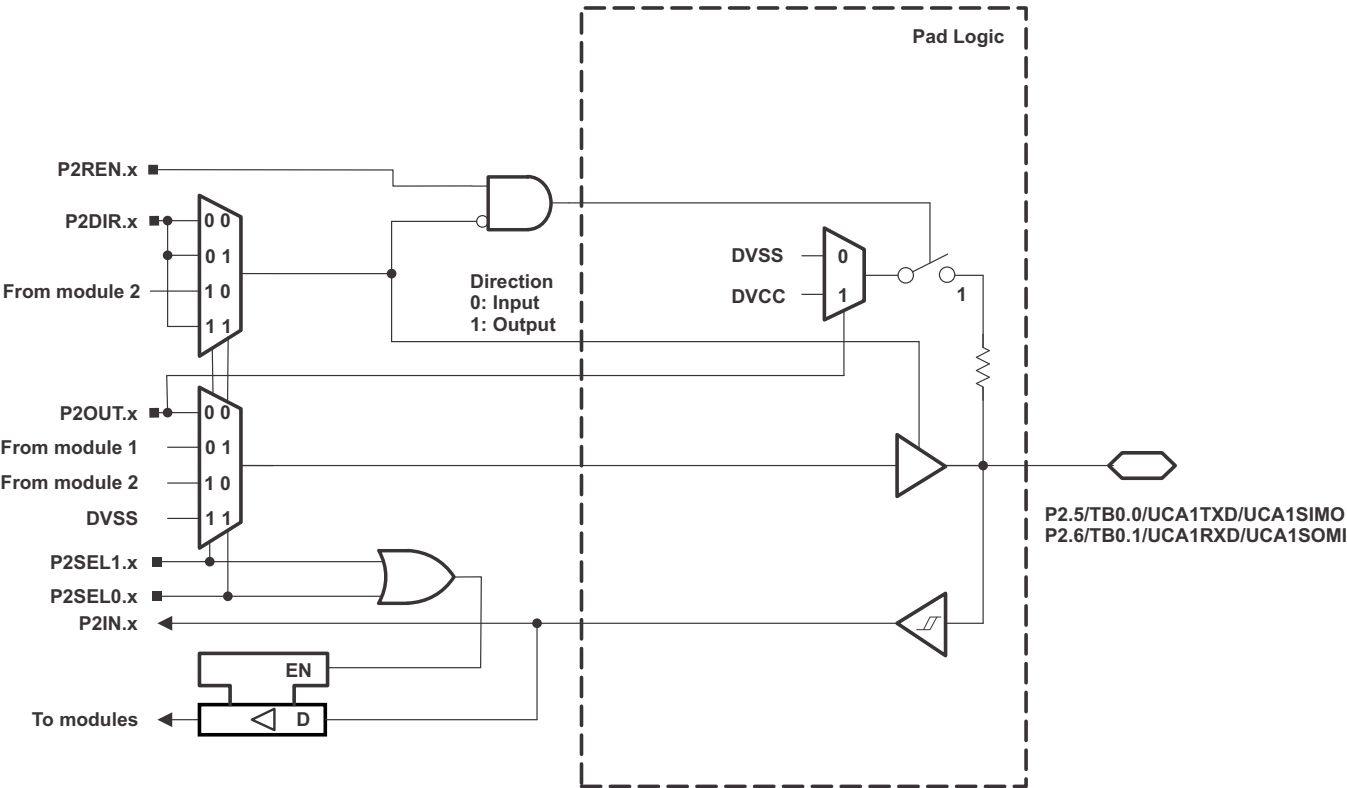 Pad Logic
P2REN.x
P2DIR.x
0 0
0 1
From module 2
1 0
1 1
Direction
0: Input
1: Output
DVSS
0
DVCC
1
1
P2OUT.x
0 0
From module 1
0 1
From module 2
1 0
DVSS
1 1
P2.5/TB0.0/UCA1TXD/UCA1SIMO
P2.6/TB0.1/UCA1RXD/UCA1SOMI
P2SEL1.x
P2SEL0.x
P2IN.x
EN
To modules
D